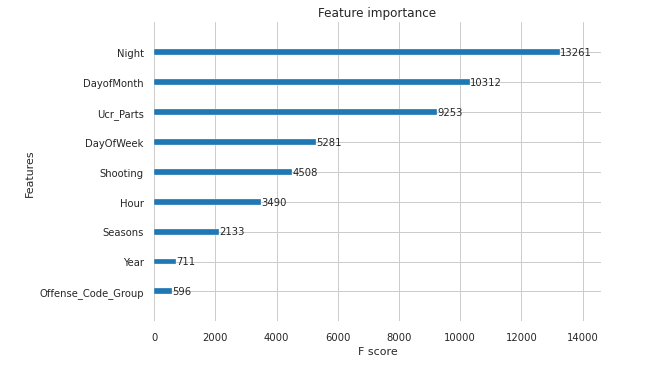 Feature importance
Night 13261
DayofMonth 10312
Ucr_Parts 9253
DayOfWeek 5281
Shooting 4508
Hour 3490
Seasons 2133
Year 711
Offense_Code_Group 596
Features
0 2000 4000 6000 8000 10000 12000 14000
F score